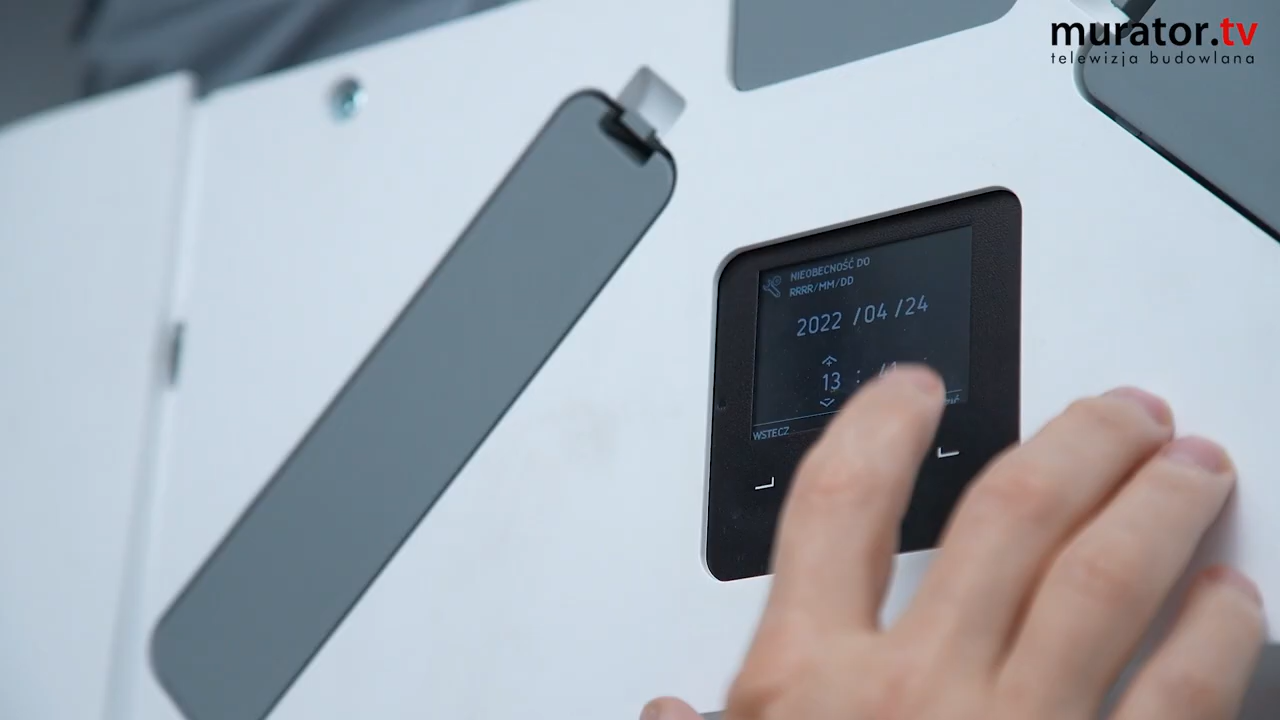 murator.tv
telewizja budowlana
NIEOBECNOŚĆ DO
RRRR/MM/DD
2022 /04 /24
13 :
WSTECZ